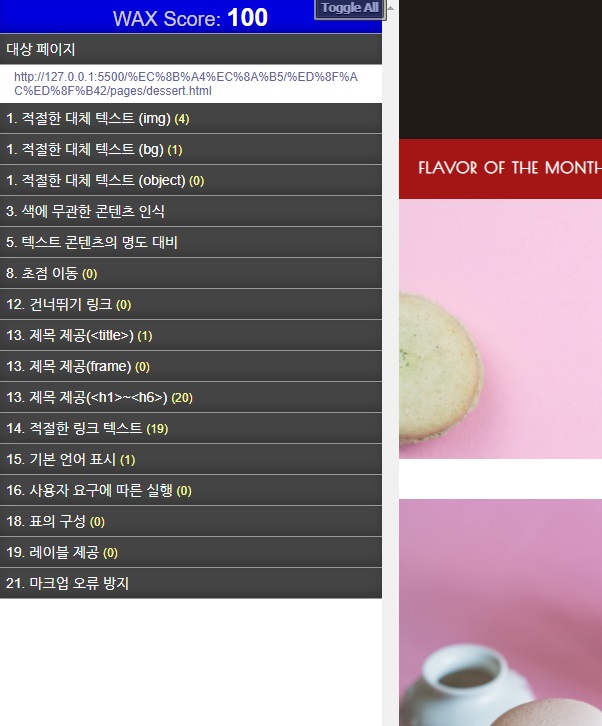 WAX Score: 100
Toggle All
대상 페이지
http://127.0.0.1:5500/%EC%8B%A4%EC%8A%B5/%ED%8F%A
C%ED%8F%B42/pages/dessert.html
1. 적절한 대체 텍스트 (img) (4)
1. 적절한 대체 텍스트 (bg) (1)
1. 적절한 대체 텍스트 (object) (0)
3. 색에 무관한 콘텐츠 인식
5. 텍스트 콘텐츠의 명도 대비
8. 초점 이동 (0)
12. 건너뛰기 링크 (0)
13. 제목 제공(<title>) (1)
13. 제목 제공(frame) (0)
13. 제목 제공(<h1>~<h6>) (20)
14. 적절한 링크 텍스트 (19)
15. 기본 언어 표시 (1)
16. 사용자 요구에 따른 실행 (0)
18. 표의 구성 (0)
19. 레이블 제공 (0)
21. 마크업 오류 방지
FLAVOR OF THE MONTH